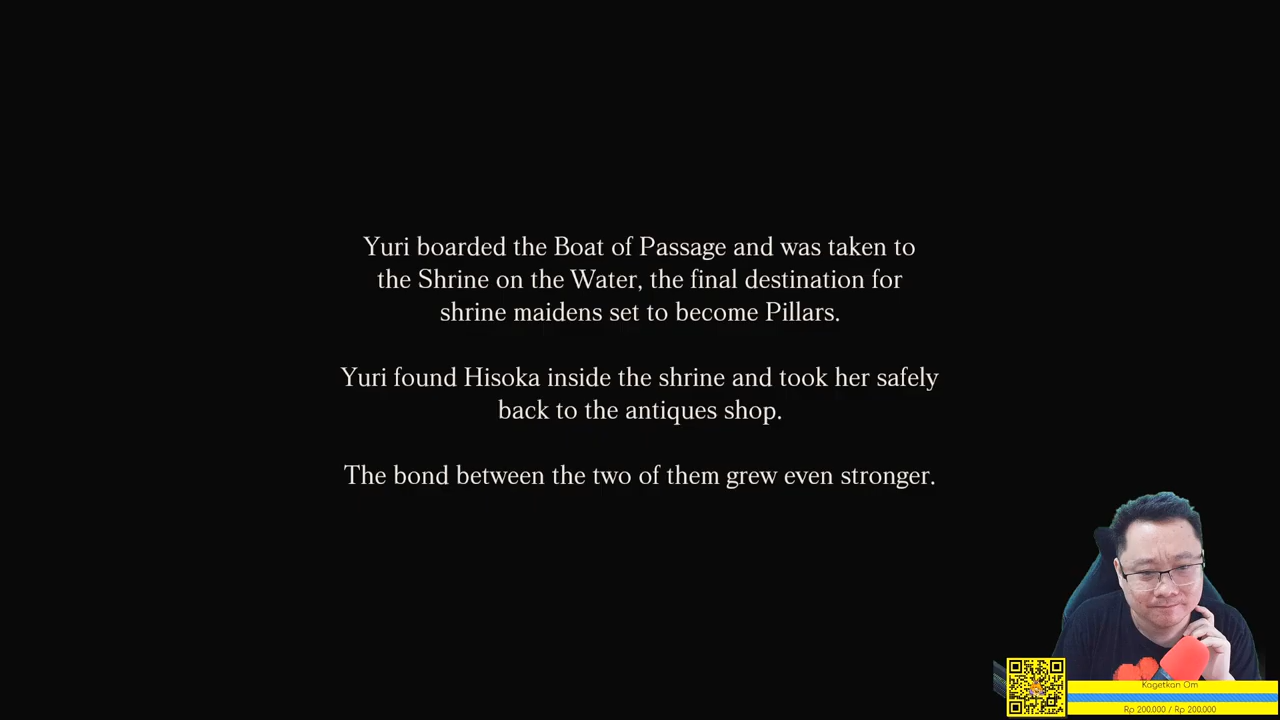 Yuri boarded the Boat of Passage and was taken to
the Shrine on the Water, the final destination for
shrine maidens set to become Pillars.
Yuri found Hisoka inside the shrine and took her safely
back to the antiques shop.
The bond between the two of them grew even stronger.
Kagetkan Om
Rp 200.000 / Rp 200.000